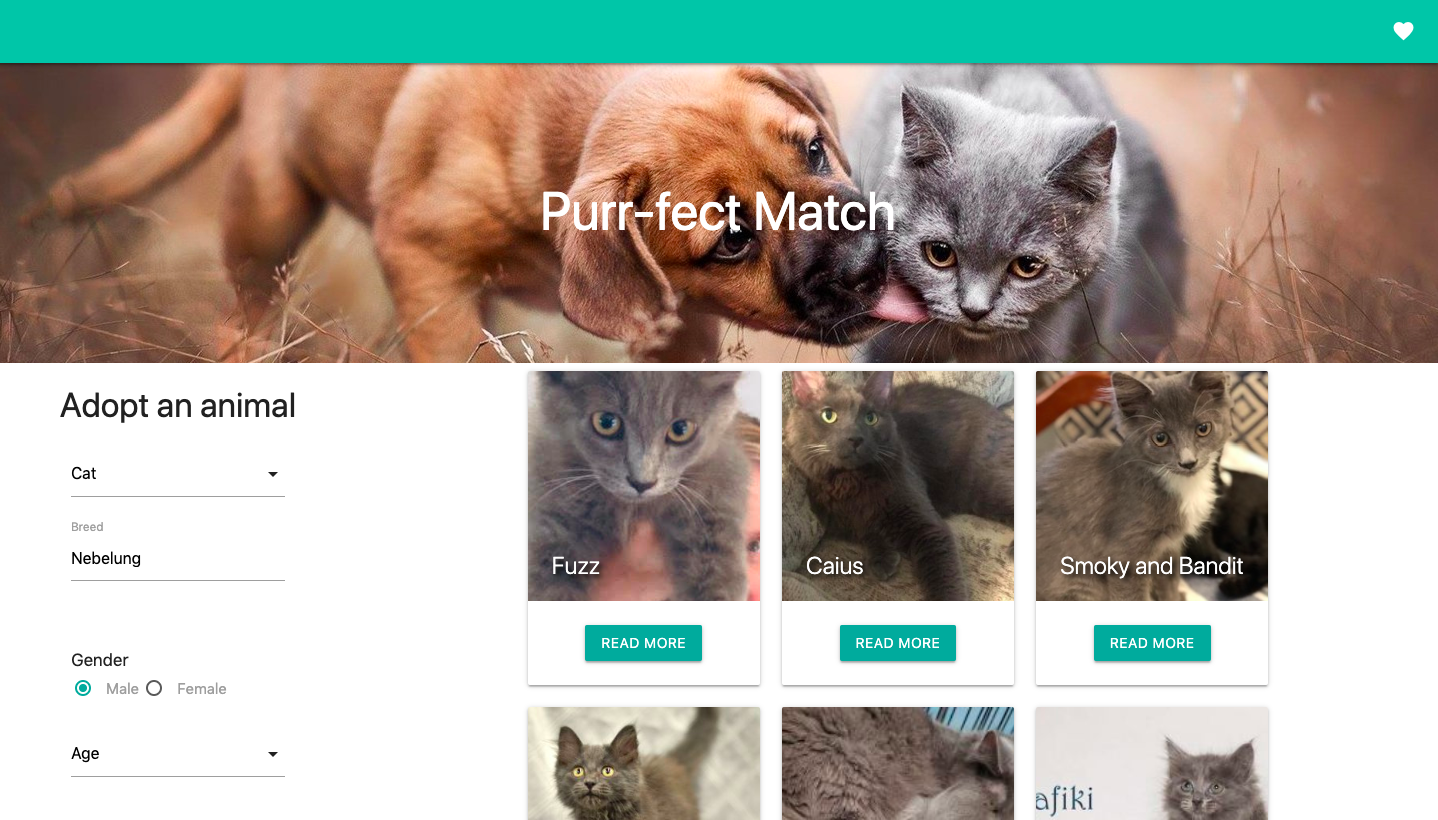 Purr-fect Match
Adopt an animal
Cat
Breed
Nebelung
Gender
Male Female
Age
Fuzz
READ MORE
Caius
READ MORE
Smoky and Bandit
READ MORE
afiki